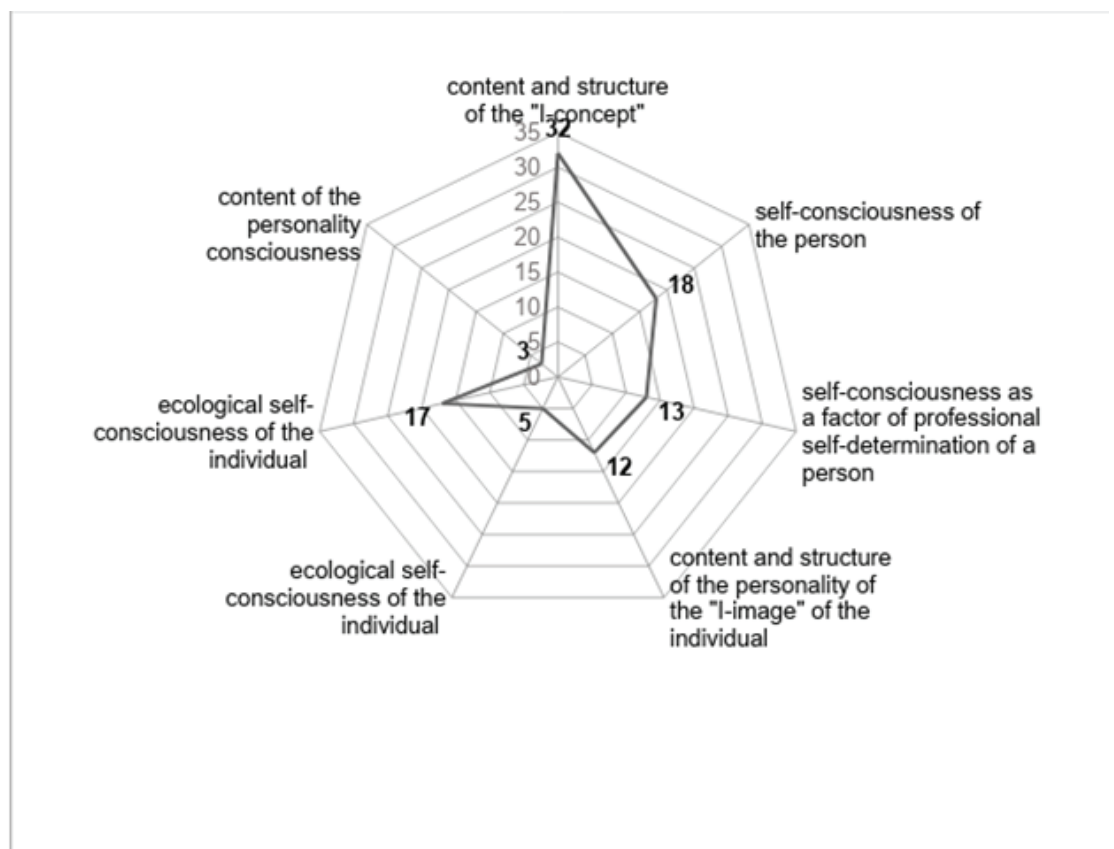 content and structure
of the "I-concept"
32
35
30
25
20
15
10
5
0
self-consciousness of
the person
18
self-consciousness as
a factor of professional
self-determination of a
person
13
content and structure
of the personality of
the "I-image" of the
individual
12
ecological self-
consciousness of the
individual
5
ecological self-
consciousness of the
individual
17
content of the
personality
consciousness
3